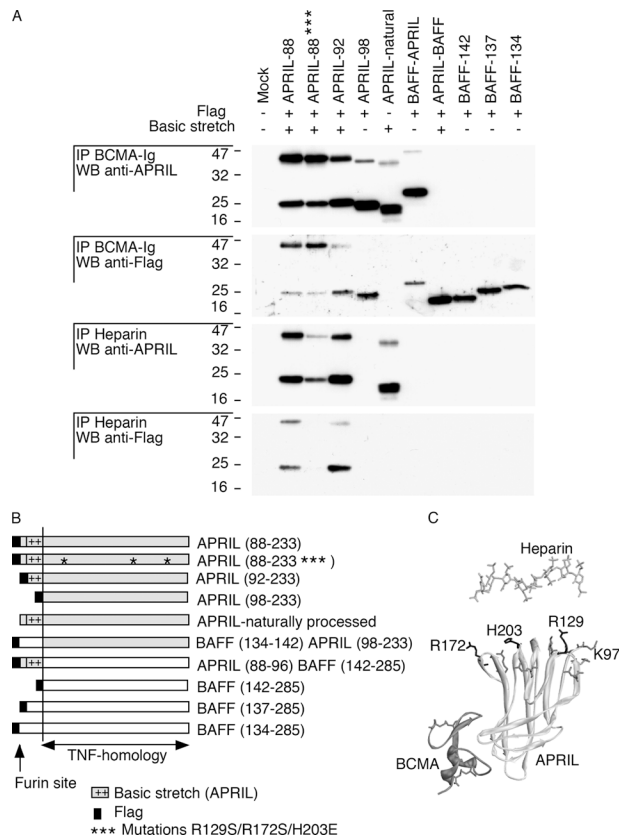 A
Mock
APRIL-88
APRIL-88 ***
APRIL-92
APRIL-98
APRIL-natural
BAFF-APRIL
APRIL-BAFF
BAFF-142
BAFF-137
BAFF-134
Flag - + + + + - + + + + +
Basic stretch - + + + - + - + - - -
IP BCMA-Ig
WB anti-APRIL
47 –
32 –
25 –
16 –
IP BCMA-Ig
WB anti-Flag
47 –
32 –
25 –
16 –
IP Heparin
WB anti-APRIL
47 –
32 –
25 –
16 –
IP Heparin
WB anti-Flag
47 –
32 –
25 –
16 –
B
++ APRIL (88-233)
++ * * * APRIL (88-233 *** )
++ APRIL (92-233)
APRIL (98-233)
++ APRIL-naturally processed
BAFF (134-142) APRIL (98-233)
++ APRIL (88-96) BAFF (142-285)
BAFF (142-285)
BAFF (137-285)
BAFF (134-285)
TNF-homology
Furin site
++ Basic stretch (APRIL)
Flag
*** Mutations R129S/R172S/H203E
C
Heparin
R129
H203
R172
K97
BCMA
APRIL